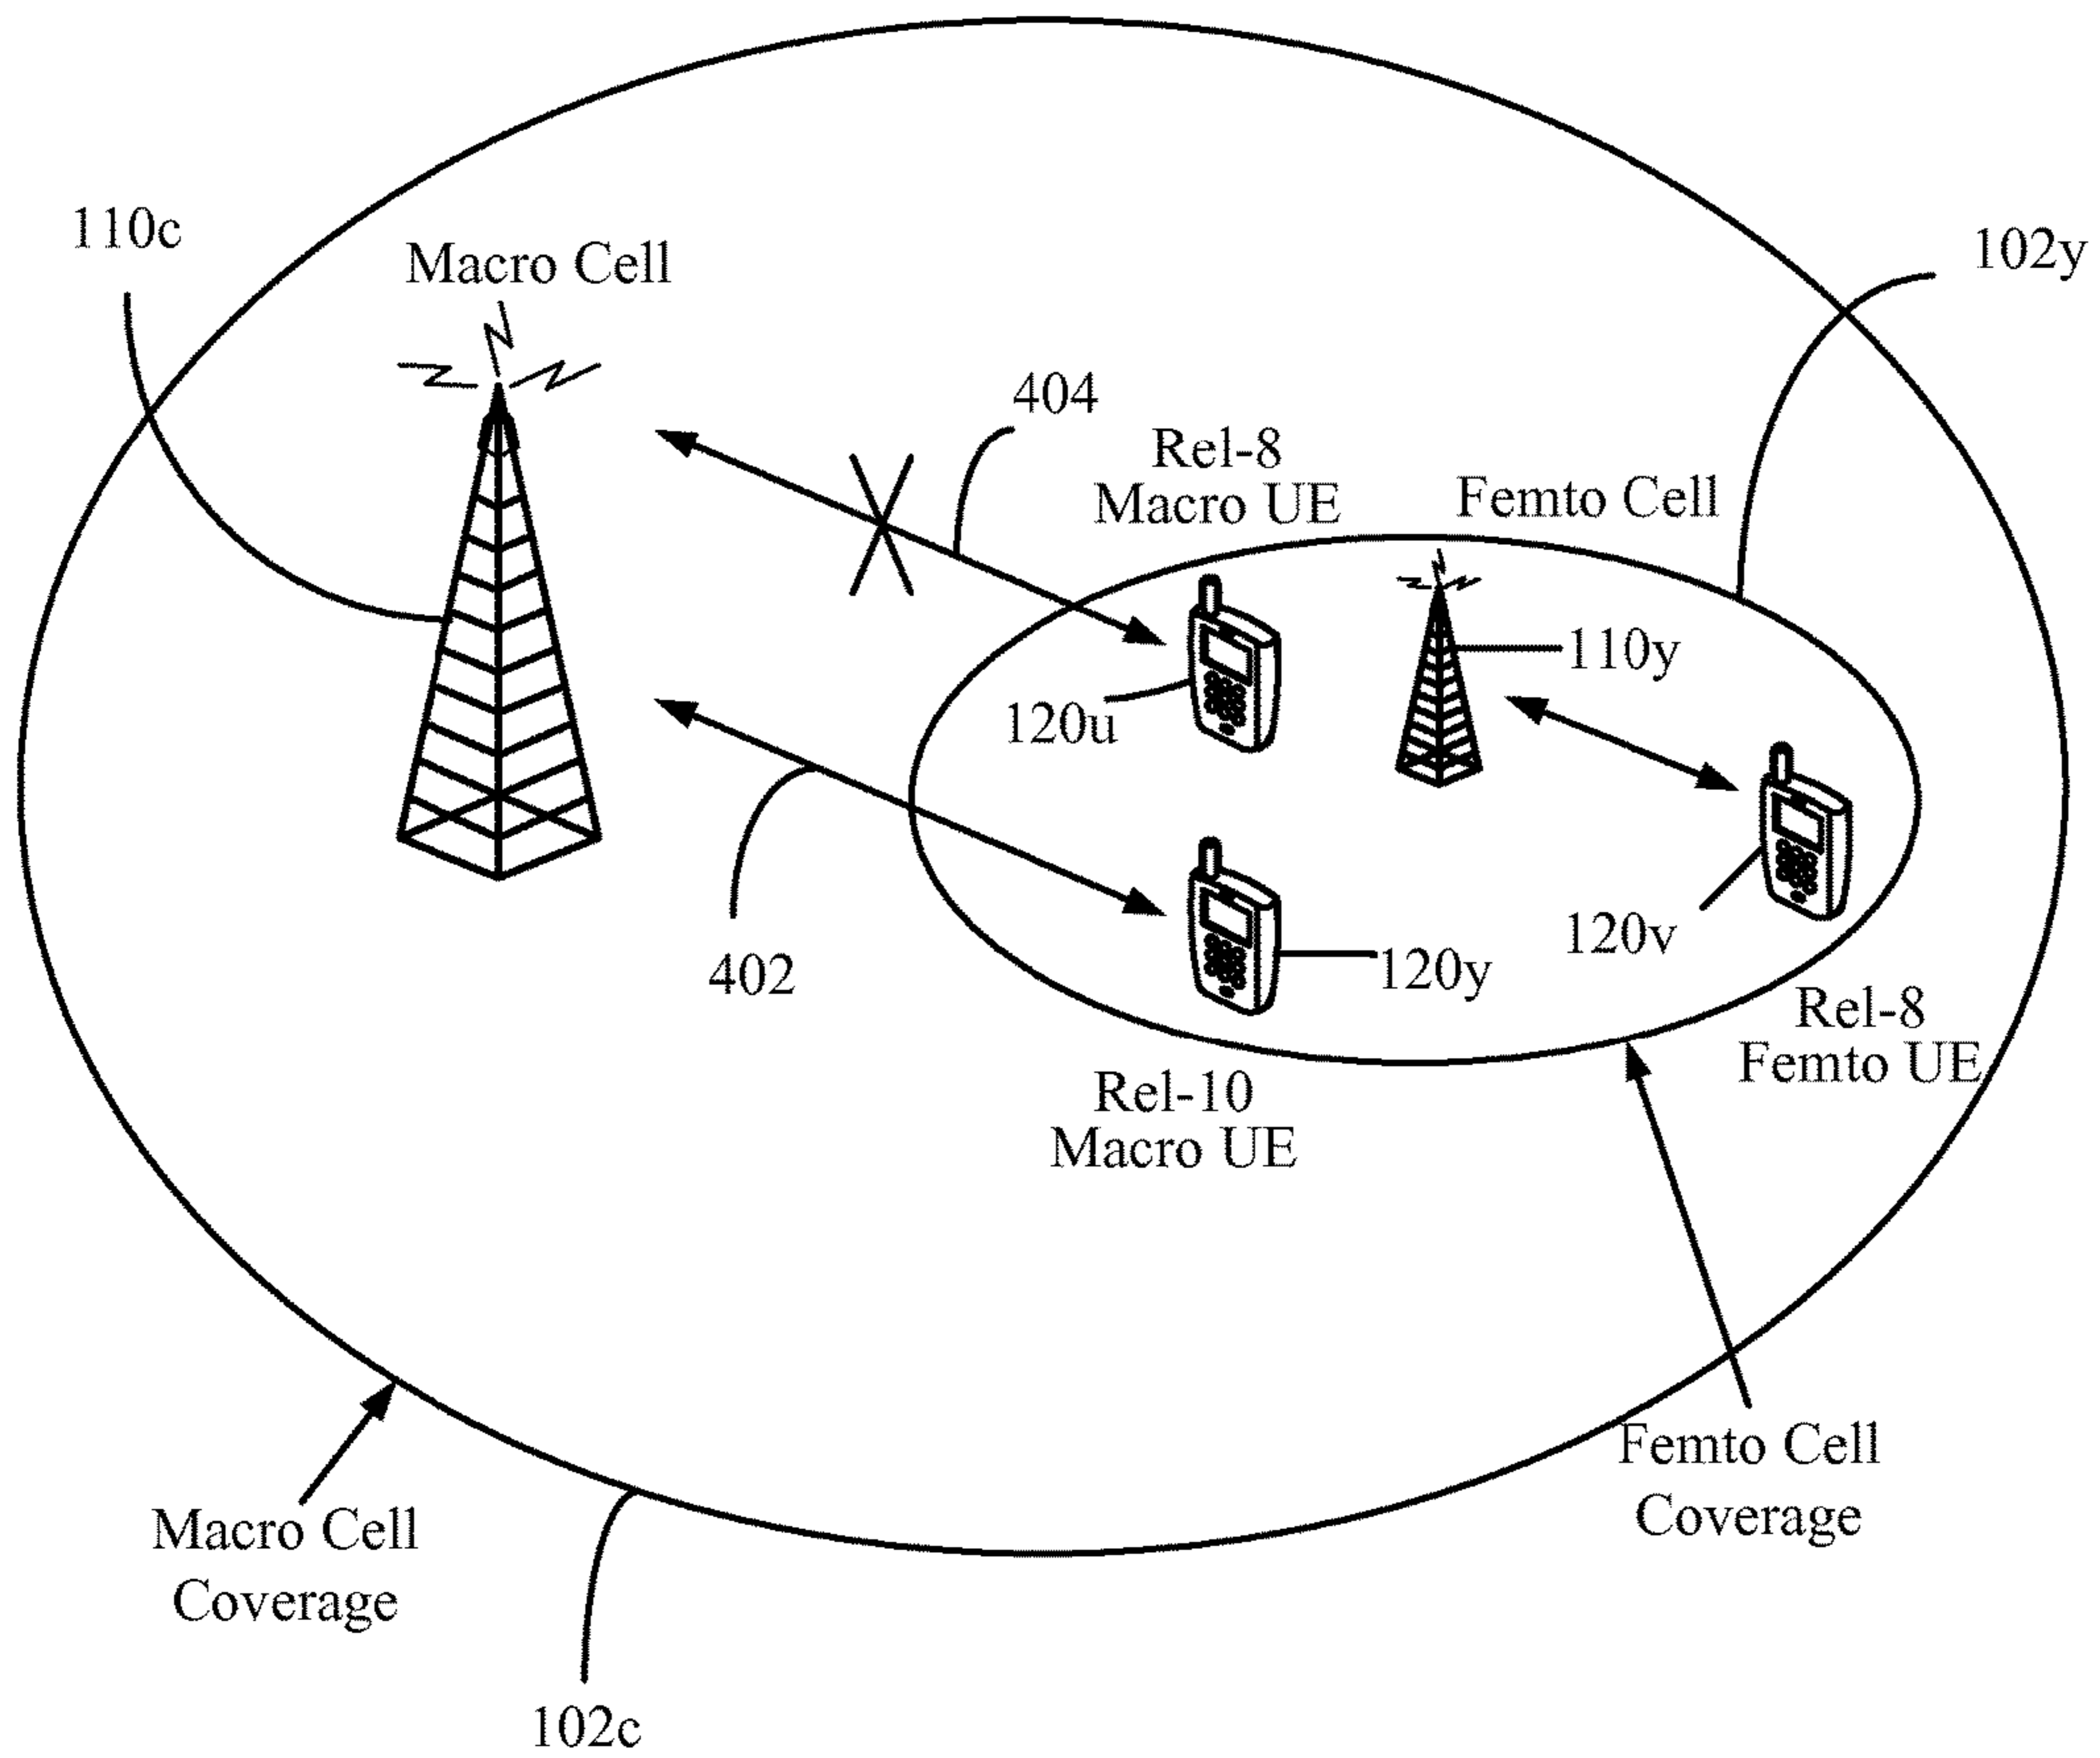 110c
Macro Cell
102y
404
Rel-8
Macro UE
Femto Cell
110y
120u
120v
402
120y
Rel-8
Femto UE
Rel-10
Macro UE
Femto Cell
Coverage
Macro Cell
Coverage
102c